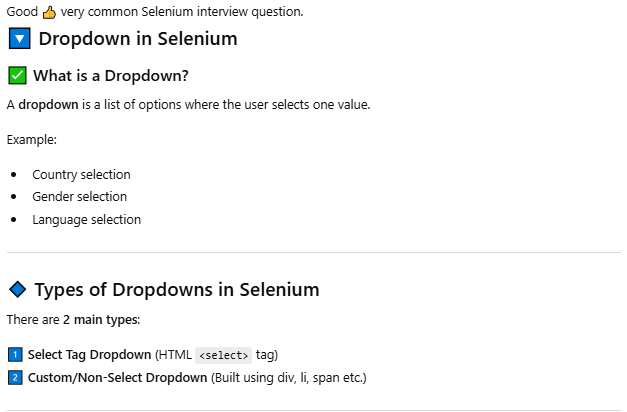 Good 👍 very common Selenium interview question.
🔽 Dropdown in Selenium
✅ What is a Dropdown?
A dropdown is a list of options where the user selects one value.
Example:
• Country selection
• Gender selection
• Language selection
🔷 Types of Dropdowns in Selenium
There are 2 main types:
1️⃣ Select Tag Dropdown (HTML <select> tag)
2️⃣ Custom/Non-Select Dropdown (Built using div, li, span etc.)